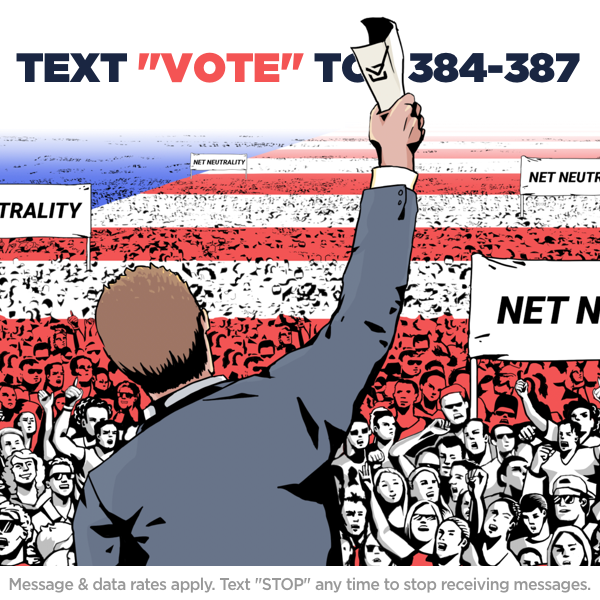 TEXT "VOTE" TO 384-387
NET NEUTRALITY
NET NEUTR
TRALITY
NET N
Message & data rates apply. Text "STOP" any time to stop receiving messages.